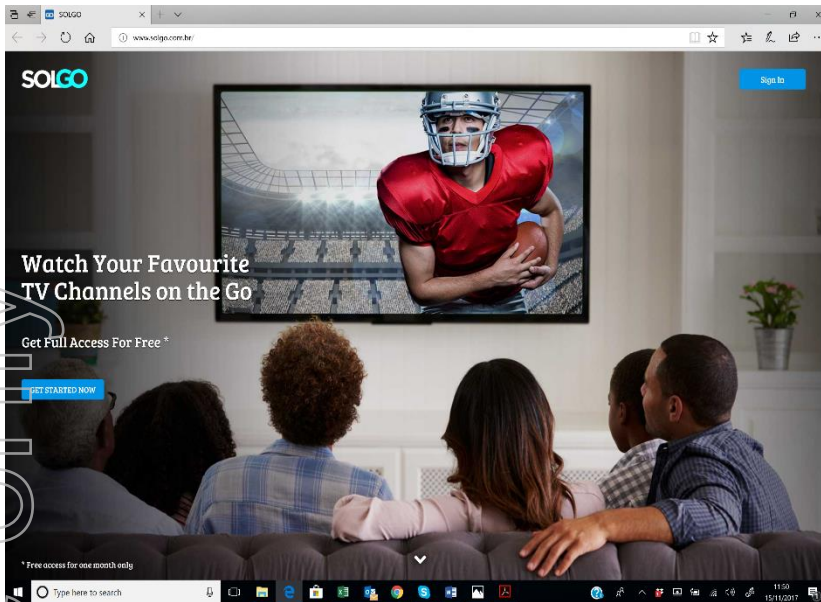 SOLGO
www.solgo.com.br/
SOLGO
Sign In
Watch Your Favourite
TV Channels on the Go
Get Full Access For Free *
GET STARTED NOW
* Free access for one month only
Type here to search
11:50
15/11/2017